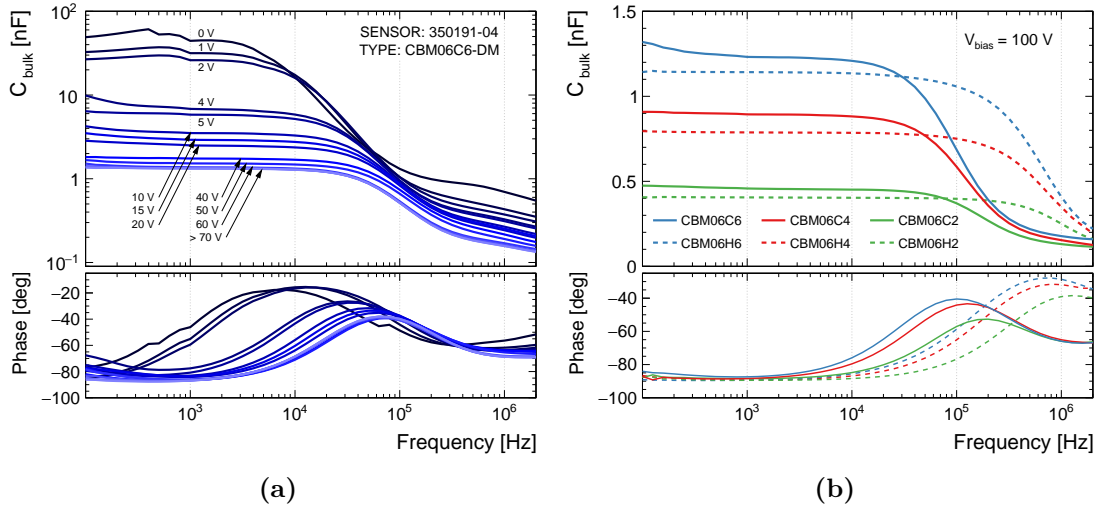 C_bulk [nF]
10²
10
1
10⁻¹
SENSOR: 350191-04
TYPE: CBM06C6-DM
0 V
1 V
2 V
4 V
5 V
10 V
15 V
20 V
40 V
50 V
60 V
> 70 V
Phase [deg]
−20
−40
−60
−80
−100
10³
10⁴
10⁵
10⁶
Frequency [Hz]
(a)
C_bulk [nF]
1.5
1
0.5
0
V_bias = 100 V
CBM06C6
CBM06C4
CBM06C2
CBM06H6
CBM06H4
CBM06H2
Phase [deg]
−40
−60
−80
−100
10³
10⁴
10⁵
10⁶
Frequency [Hz]
(b)